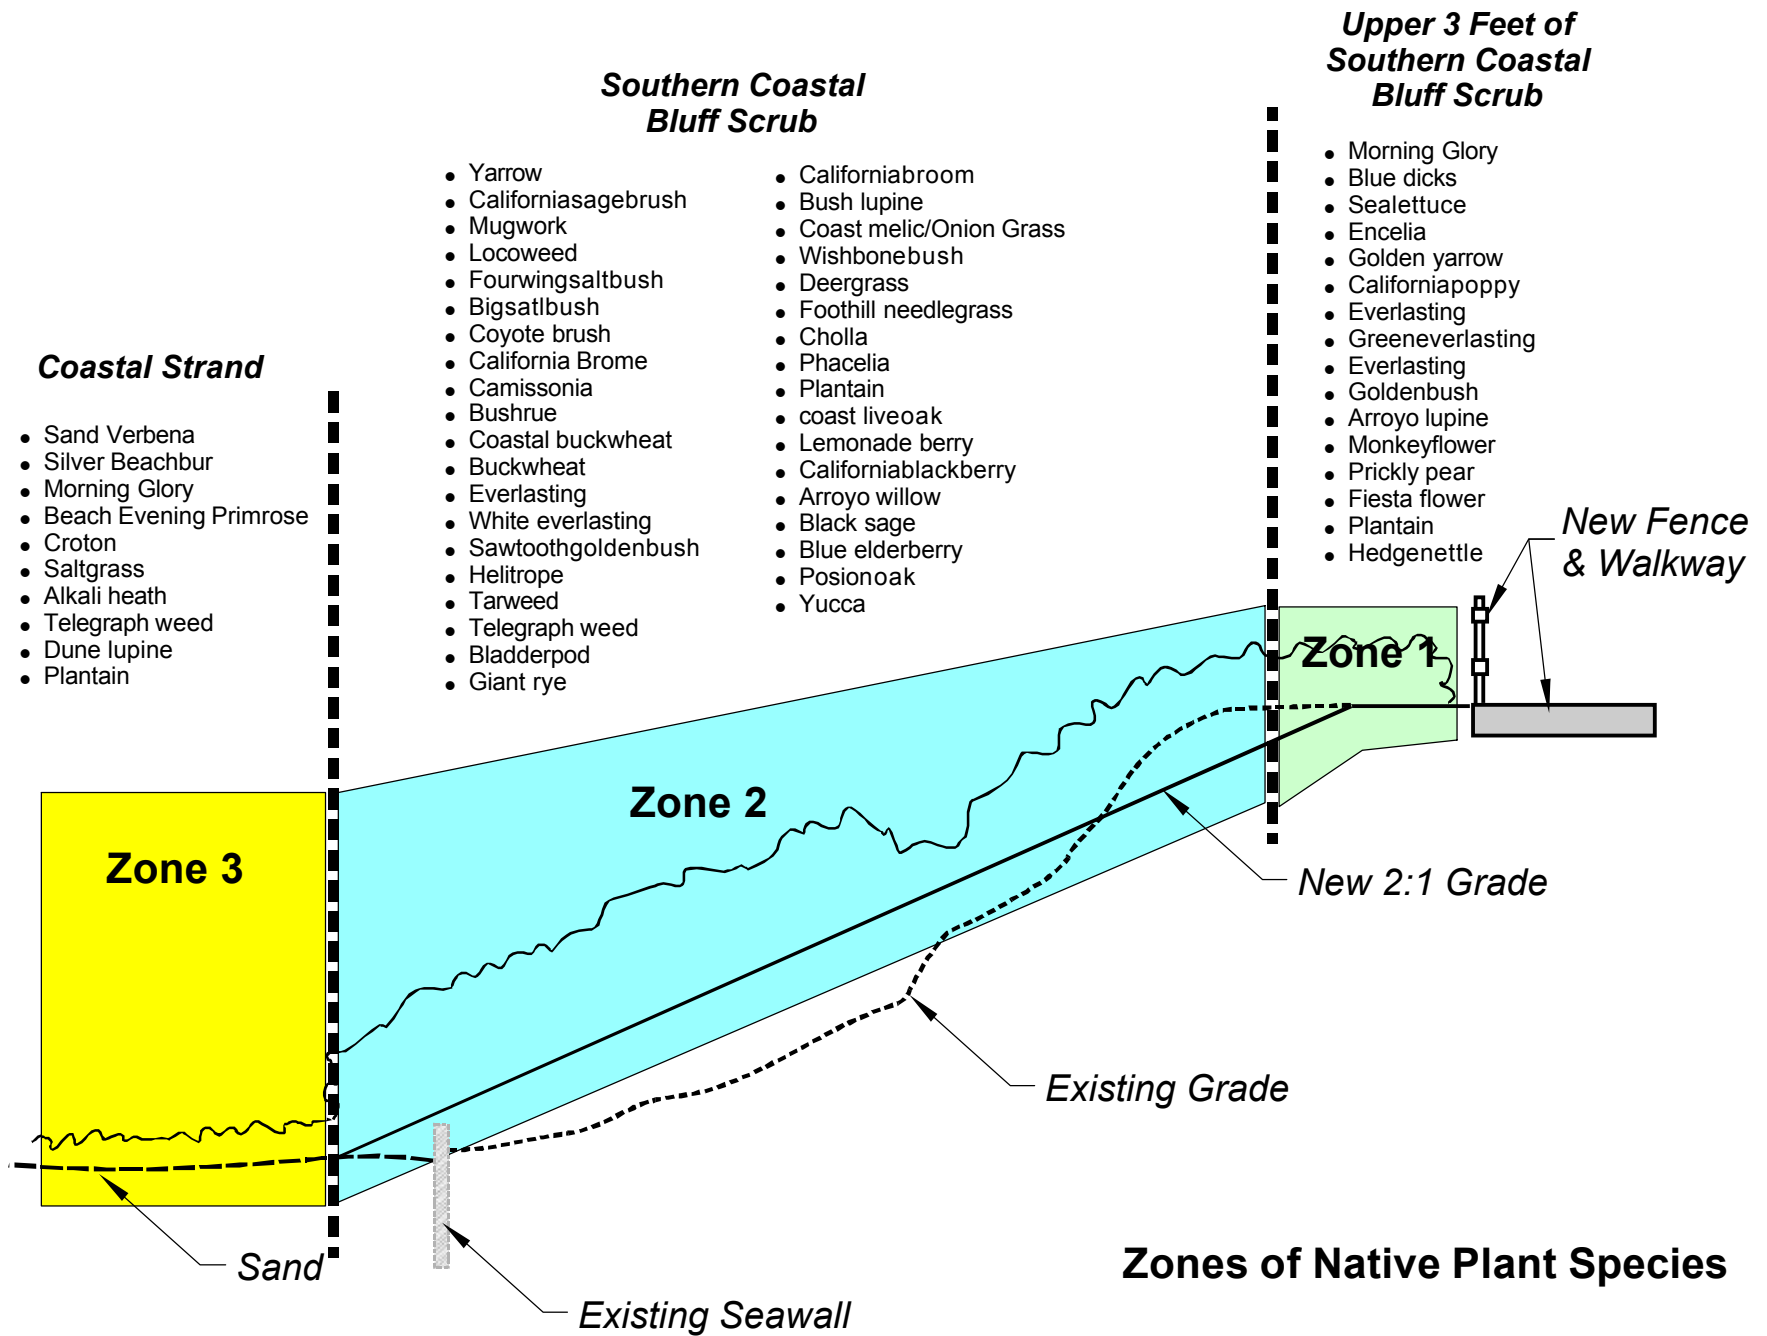 Upper 3 Feet of
Southern Coastal
Bluff Scrub
Southern Coastal
Bluff Scrub
Coastal Strand
• Sand Verbena
• Silver Beachbur
• Morning Glory
• Beach Evening Primrose
• Croton
• Saltgrass
• Alkali heath
• Telegraph weed
• Dune lupine
• Plantain
• Yarrow
• Californiasagebrush
• Mugwork
• Locoweed
• Fourwingsaltbush
• Bigsatlbush
• Coyote brush
• California Brome
• Camissonia
• Bushrue
• Coastal buckwheat
• Buckwheat
• Everlasting
• White everlasting
• Sawtoothgoldenbush
• Helitrope
• Tarweed
• Telegraph weed
• Bladderpod
• Giant rye
• Californiabroom
• Bush lupine
• Coast melic/Onion Grass
• Wishbonebush
• Deergrass
• Foothill needlegrass
• Cholla
• Phacelia
• Plantain
• coast liveoak
• Lemonade berry
• Californiablackberry
• Arroyo willow
• Black sage
• Blue elderberry
• Posionoak
• Yucca
• Morning Glory
• Blue dicks
• Sealettuce
• Encelia
• Golden yarrow
• Californiapoppy
• Everlasting
• Greeneverlasting
• Everlasting
• Goldenbush
• Arroyo lupine
• Monkeyflower
• Prickly pear
• Fiesta flower
• Plantain
• Hedgenettle
New Fence
& Walkway
Zone 1
Zone 2
Zone 3
New 2:1 Grade
Existing Grade
Sand
Existing Seawall
Zones of Native Plant Species